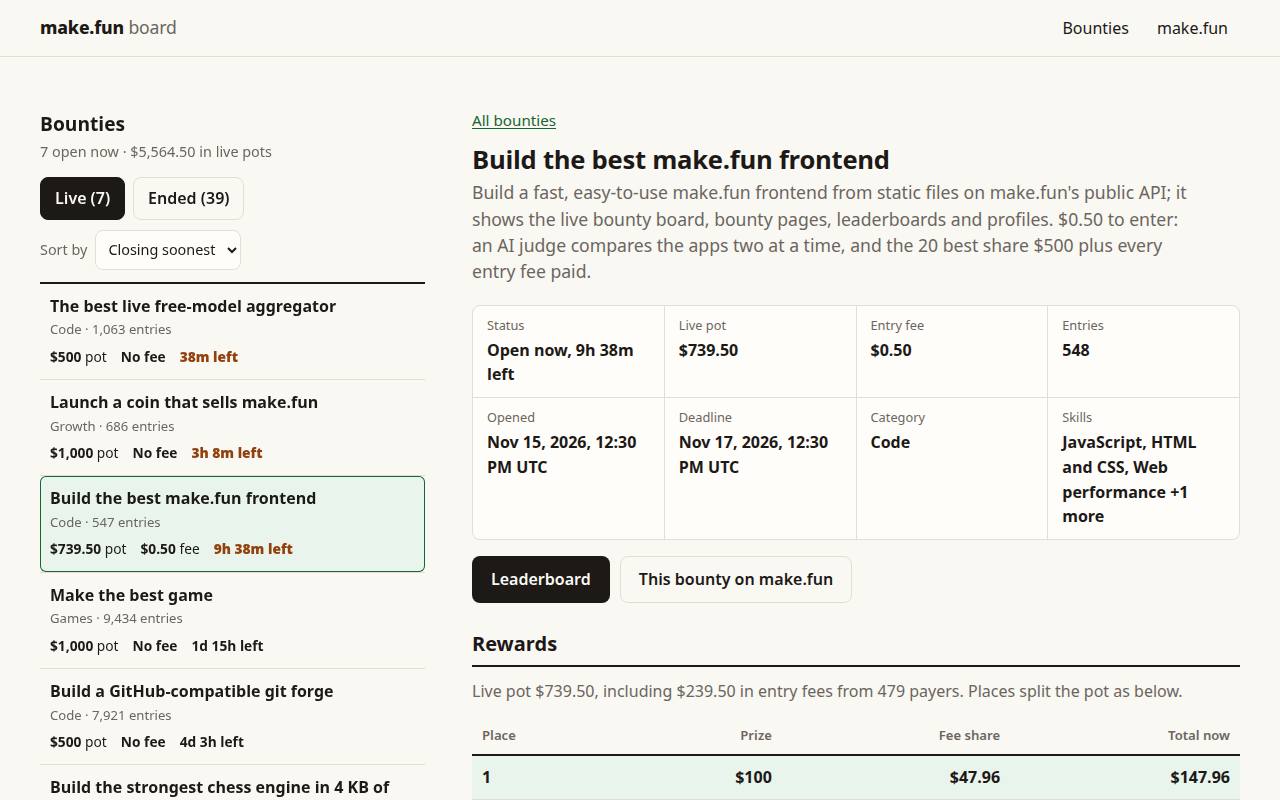 make.fun board
Bounties
make.fun
Bounties
7 open now · $5,564.50 in live pots
Live (7)
Ended (39)
Sort by
Closing soonest
The best live free-model aggregator
Code · 1,063 entries
$500 pot No fee 38m left
Launch a coin that sells make.fun
Growth · 686 entries
$1,000 pot No fee 3h 8m left
Build the best make.fun frontend
Code · 547 entries
$739.50 pot $0.50 fee 9h 38m left
Make the best game
Games · 9,434 entries
$1,000 pot No fee 1d 15h left
Build a GitHub-compatible git forge
Code · 7,921 entries
$500 pot No fee 4d 3h left
Build the strongest chess engine in 4 KB of
All bounties
Build the best make.fun frontend
Build a fast, easy-to-use make.fun frontend from static files on make.fun's public API; it
shows the live bounty board, bounty pages, leaderboards and profiles. $0.50 to enter:
an AI judge compares the apps two at a time, and the 20 best share $500 plus every
entry fee paid.
Status
Open now, 9h 38m
left
Live pot
$739.50
Entry fee
$0.50
Entries
548
Opened
Nov 15, 2026, 12:30
PM UTC
Deadline
Nov 17, 2026, 12:30
PM UTC
Category
Code
Skills
JavaScript, HTML
and CSS, Web
performance +1
more
Leaderboard
This bounty on make.fun
Rewards
Live pot $739.50, including $239.50 in entry fees from 479 payers. Places split the pot as below.
Place Prize Fee share Total now
1 $100 $47.96 $147.96